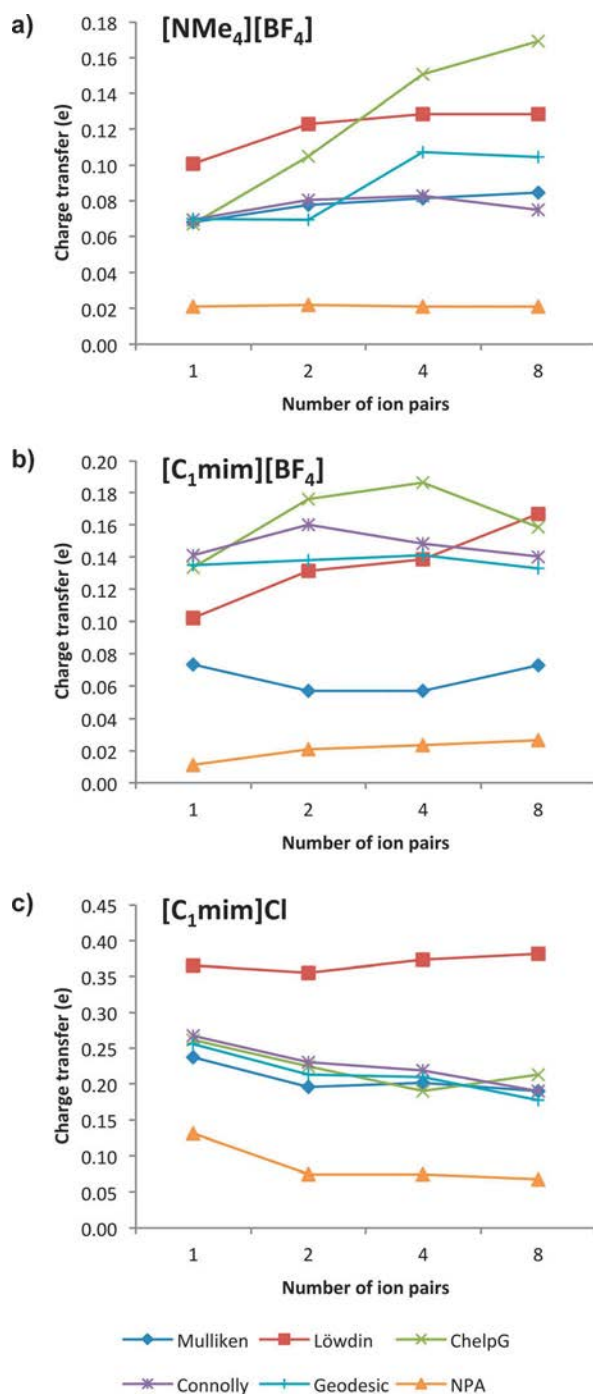 a)
[NMe₄][BF₄]
Charge transfer (e)
0.18
0.16
0.14
0.12
0.10
0.08
0.06
0.04
0.02
0.00
1 2 4 8
Number of ion pairs
b)
[C₁mim][BF₄]
Charge transfer (e)
0.20
0.18
0.16
0.14
0.12
0.10
0.08
0.06
0.04
0.02
0.00
1 2 4 8
Number of ion pairs
c)
[C₁mim]Cl
Charge transfer (e)
0.45
0.40
0.35
0.30
0.25
0.20
0.15
0.10
0.05
0.00
1 2 4 8
Number of ion pairs
Mulliken Löwdin ChelpG
Connolly Geodesic NPA